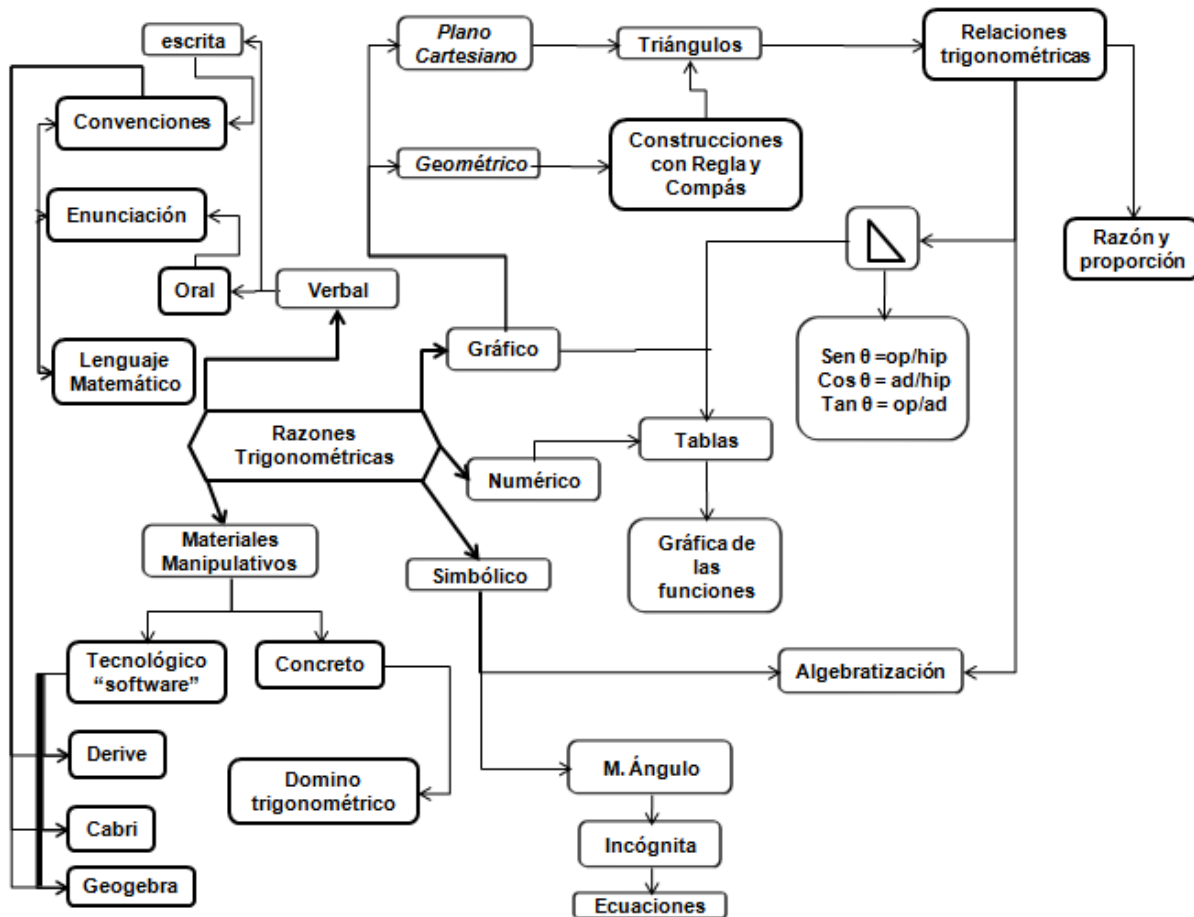 escrita
Plano
Cartesiano
Triángulos
Relaciones
trigonométricas
Convenciones
Geométrico
Construcciones
con Regla y
Compás
Enunciación
Razón y
proporción
Oral
Verbal
Lenguaje
Matemático
Gráfico
Sen θ =op/hip
Cos θ = ad/hip
Tan θ = op/ad
Razones
Trigonométricas
Tablas
Numérico
Materiales
Manipulativos
Simbólico
Gráfica de
las
funciones
Tecnológico
“software”
Concreto
Algebratización
Derive
M. Ángulo
Domino
trigonométrico
Cabri
Incógnita
Geogebra
Ecuaciones